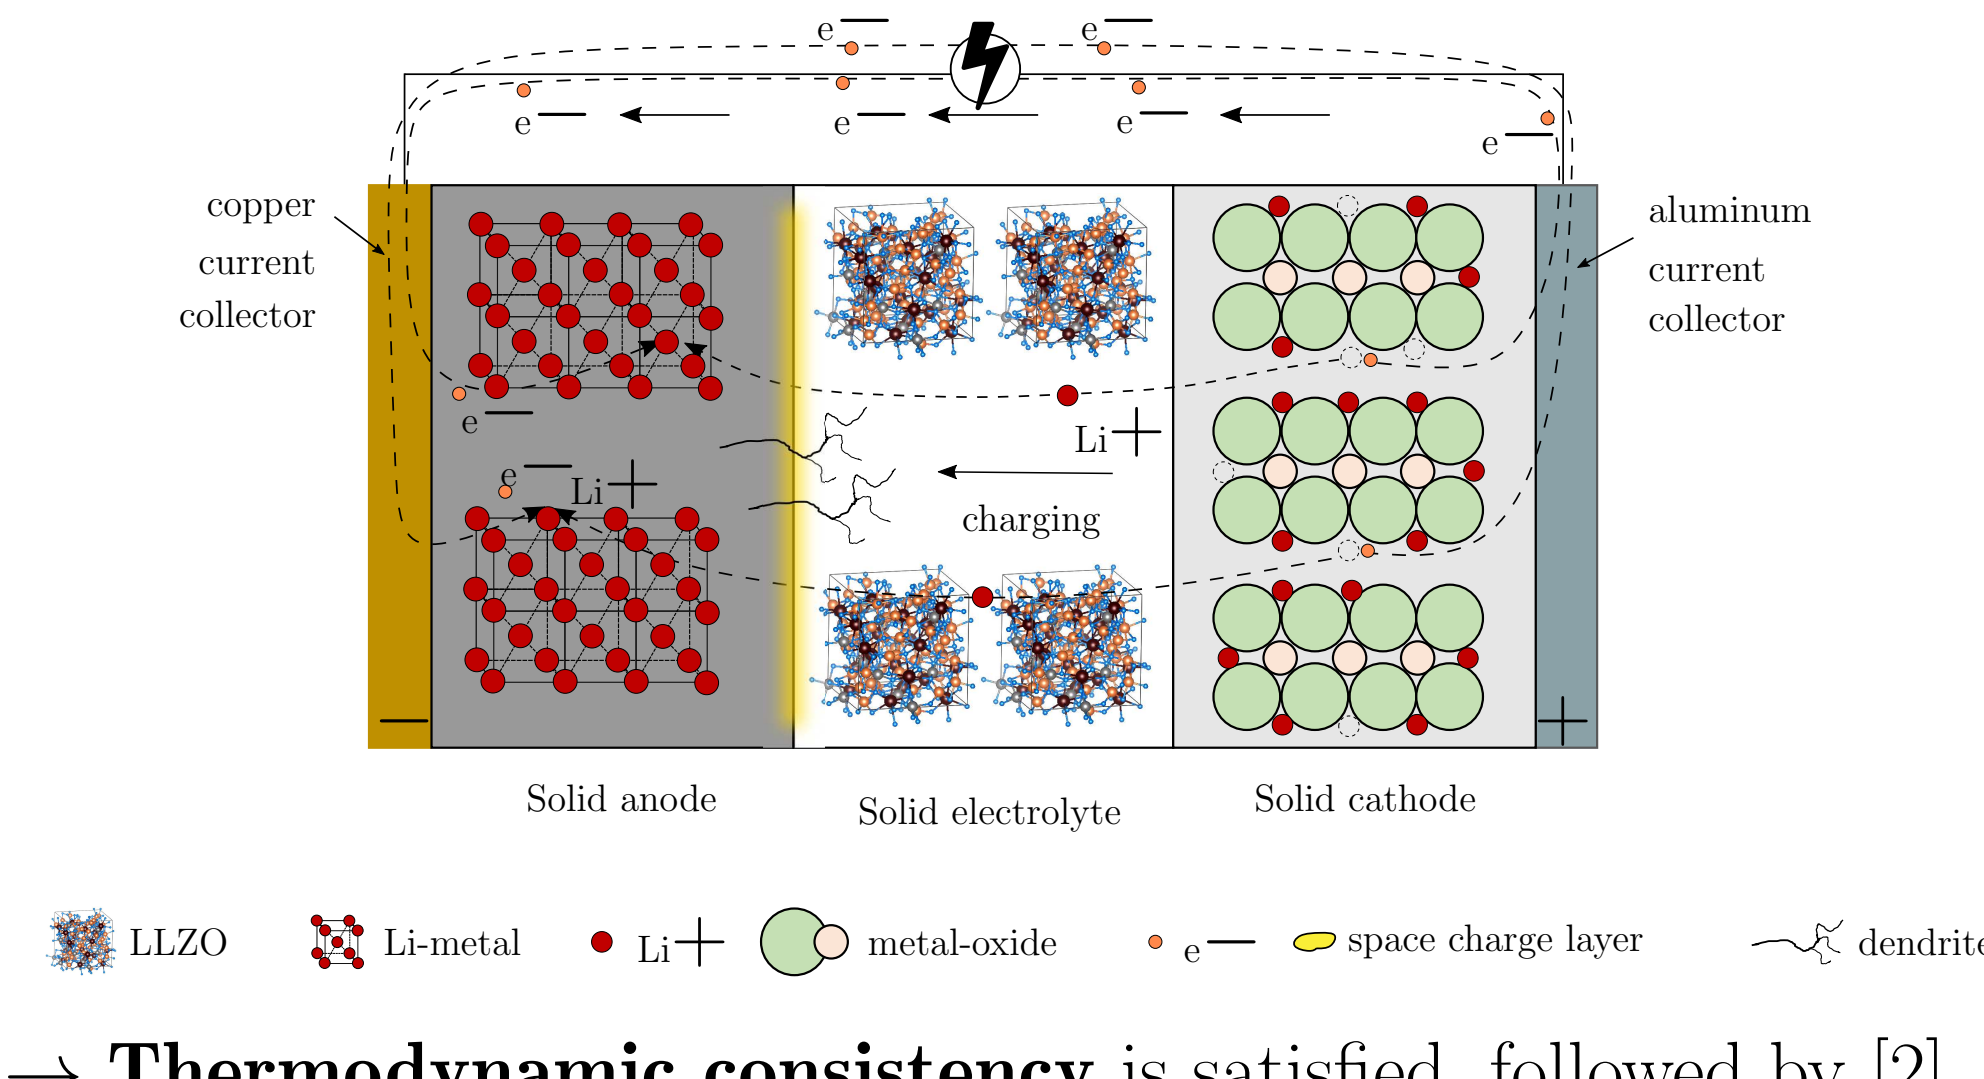 e−
e−
e−
e−
e−
e−
copper
current
collector
aluminum
current
collector
e−
Li+
e−
Li+
charging
−
+
Solid anode
Solid electrolyte
Solid cathode
LLZO
Li-metal
Li+
metal-oxide
e−
space charge layer
dendrite
→ Thermodynamic consistency is satisfied, followed by [2]